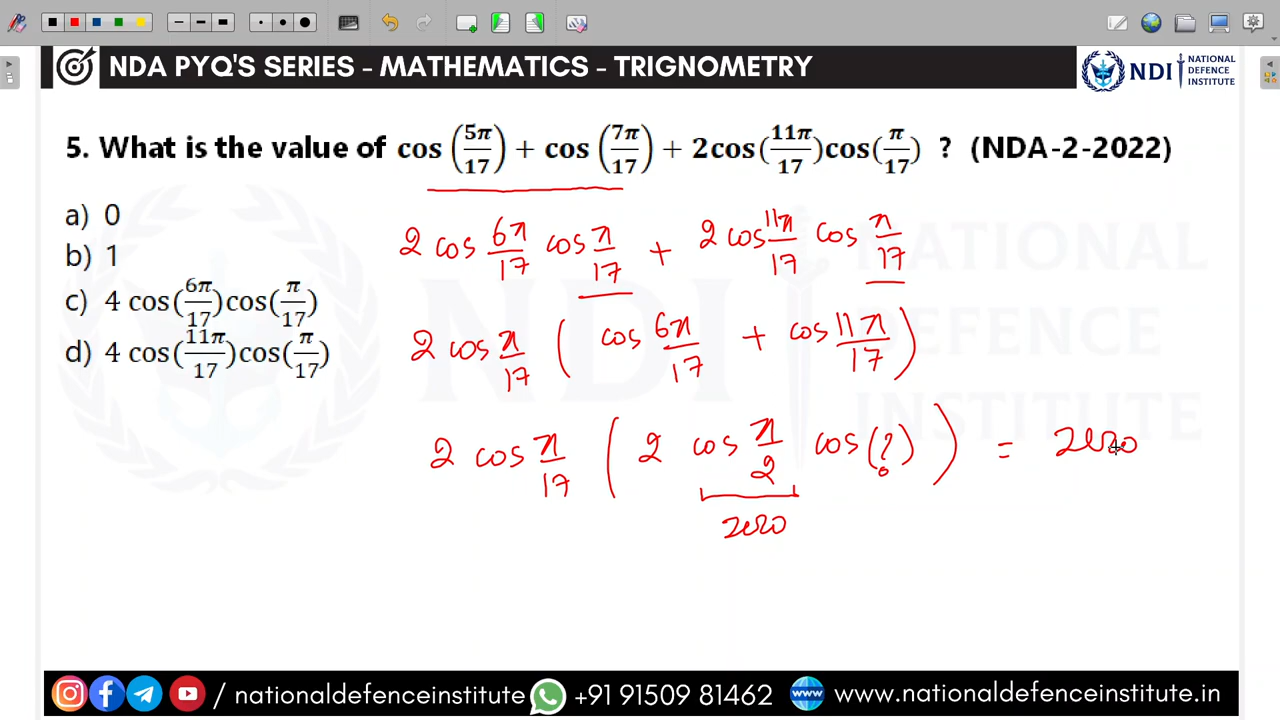 NDA PYQ'S SERIES - MATHEMATICS - TRIGNOMETRY
NDI NATIONAL DEFENCE INSTITUTE
5. What is the value of cos(5π/17) + cos(7π/17) + 2cos(11π/17)cos(π/17) ? (NDA-2-2022)
a) 0
b) 1
c) 4 cos(6π/17)cos(π/17)
d) 4 cos(11π/17)cos(π/17)
2 cos 6π/17 cos π/17 + 2 cos 11π/17 cos π/17
2 cos π/17 ( cos 6π/17 + cos 11π/17 )
2 cos π/17 ( 2 cos π/2 cos (?) ) = zero
zero
NDI NATIONAL DEFENCE INSTITUTE
/ nationaldefenceinstitute +91 91509 81462 www.nationaldefenceinstitute.in